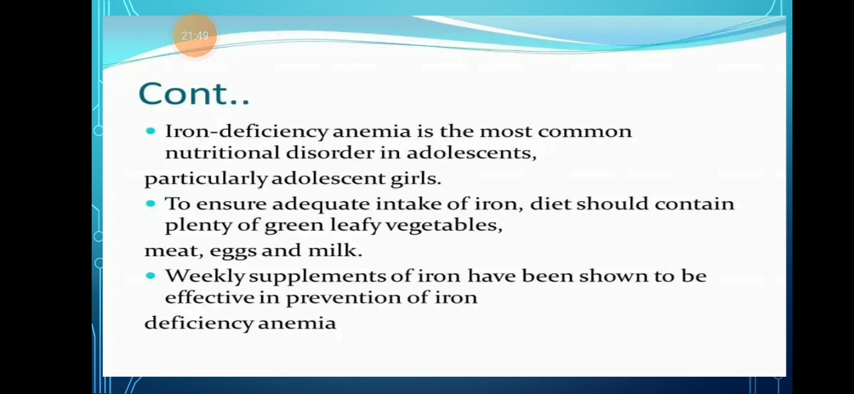 21:49
Cont..
• Iron-deficiency anemia is the most common
nutritional disorder in adolescents,
particularly adolescent girls.
• To ensure adequate intake of iron, diet should contain
plenty of green leafy vegetables,
meat, eggs and milk.
• Weekly supplements of iron have been shown to be
effective in prevention of iron
deficiency anemia